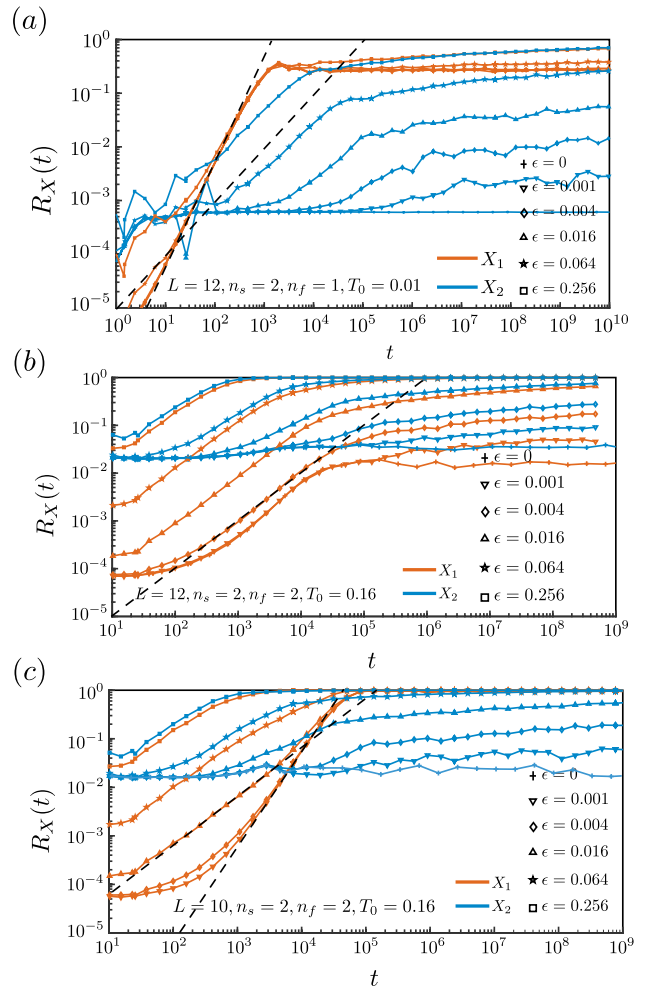 (a)
10^0
10^{-1}
10^{-2}
10^{-3}
10^{-4}
10^{-5}
R_X(t)
ϵ = 0
ϵ = 0.001
ϵ = 0.004
ϵ = 0.016
ϵ = 0.064
ϵ = 0.256
X_1
X_2
L = 12, n_s = 2, n_f = 1, T_0 = 0.01
10^0 10^1 10^2 10^3 10^4 10^5 10^6 10^7 10^8 10^9 10^{10}
t
(b)
10^0
10^{-1}
10^{-2}
10^{-3}
10^{-4}
10^{-5}
R_X(t)
ϵ = 0
ϵ = 0.001
ϵ = 0.004
ϵ = 0.016
ϵ = 0.064
ϵ = 0.256
X_1
X_2
L = 12, n_s = 2, n_f = 2, T_0 = 0.16
10^1 10^2 10^3 10^4 10^5 10^6 10^7 10^8 10^9
t
(c)
10^0
10^{-1}
10^{-2}
10^{-3}
10^{-4}
10^{-5}
R_X(t)
ϵ = 0
ϵ = 0.001
ϵ = 0.004
ϵ = 0.016
ϵ = 0.064
ϵ = 0.256
X_1
X_2
L = 10, n_s = 2, n_f = 2, T_0 = 0.16
10^1 10^2 10^3 10^4 10^5 10^6 10^7 10^8 10^9
t